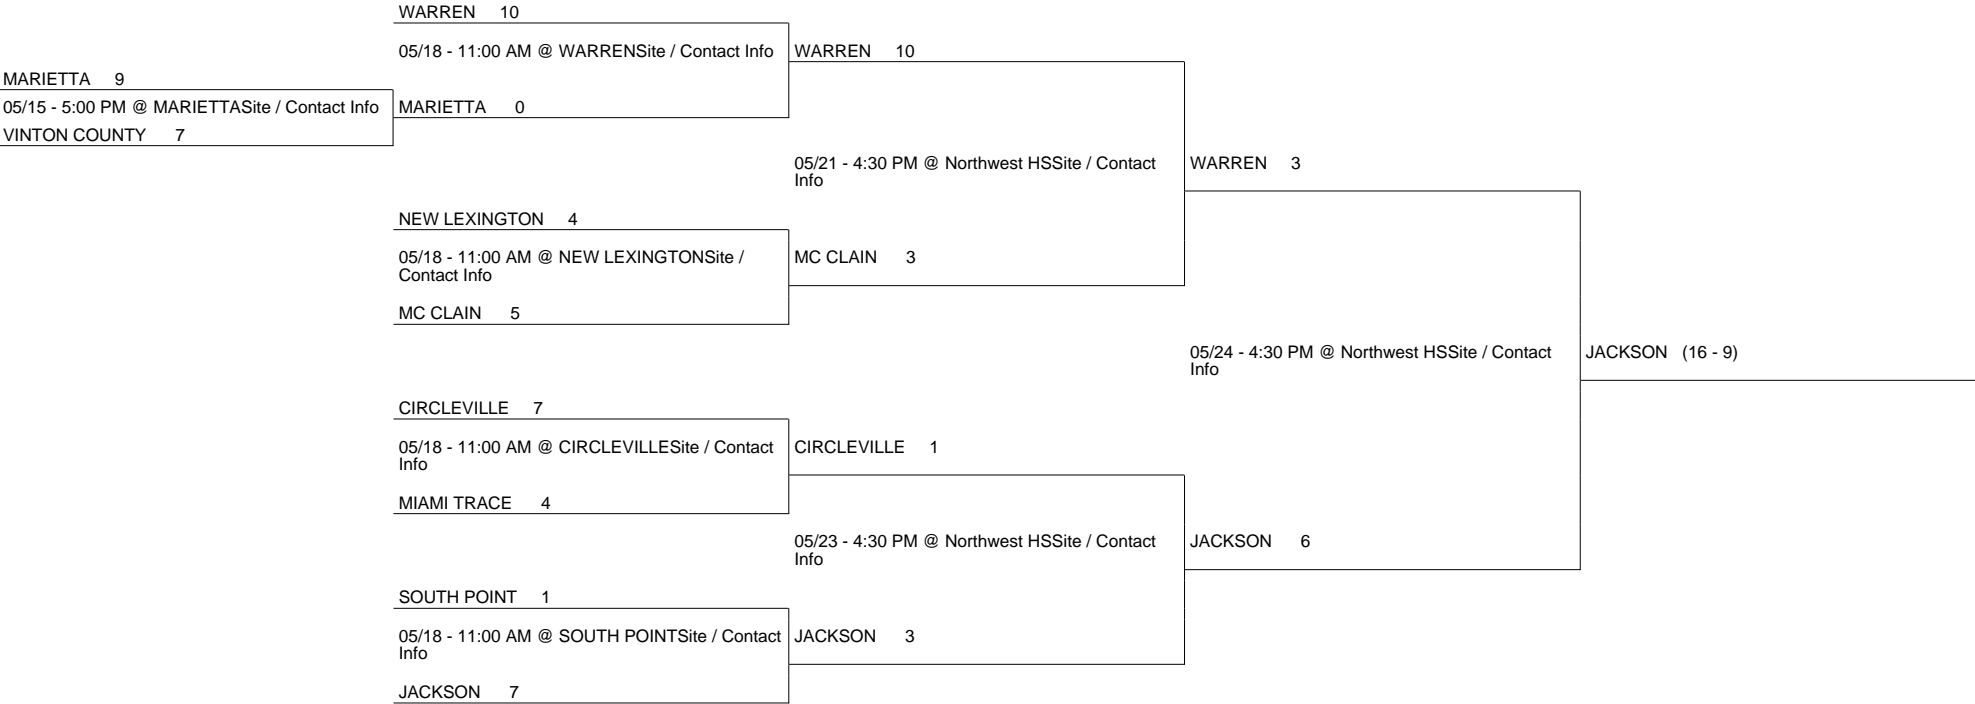 WARREN 10
05/18 - 11:00 AM @ WARRENSite / Contact Info
WARREN 10
MARIETTA 9
05/15 - 5:00 PM @ MARIETTASite / Contact Info
MARIETTA 0
VINTON COUNTY 7
05/21 - 4:30 PM @ Northwest HSSite / Contact
Info
WARREN 3
NEW LEXINGTON 4
05/18 - 11:00 AM @ NEW LEXINGTONSite /
Contact Info
MC CLAIN 3
MC CLAIN 5
05/24 - 4:30 PM @ Northwest HSSite / Contact
Info
JACKSON (16 - 9)
CIRCLEVILLE 7
05/18 - 11:00 AM @ CIRCLEVILLESite / Contact
Info
CIRCLEVILLE 1
MIAMI TRACE 4
05/23 - 4:30 PM @ Northwest HSSite / Contact
Info
JACKSON 6
SOUTH POINT 1
05/18 - 11:00 AM @ SOUTH POINTSite / Contact
Info
JACKSON 3
JACKSON 7